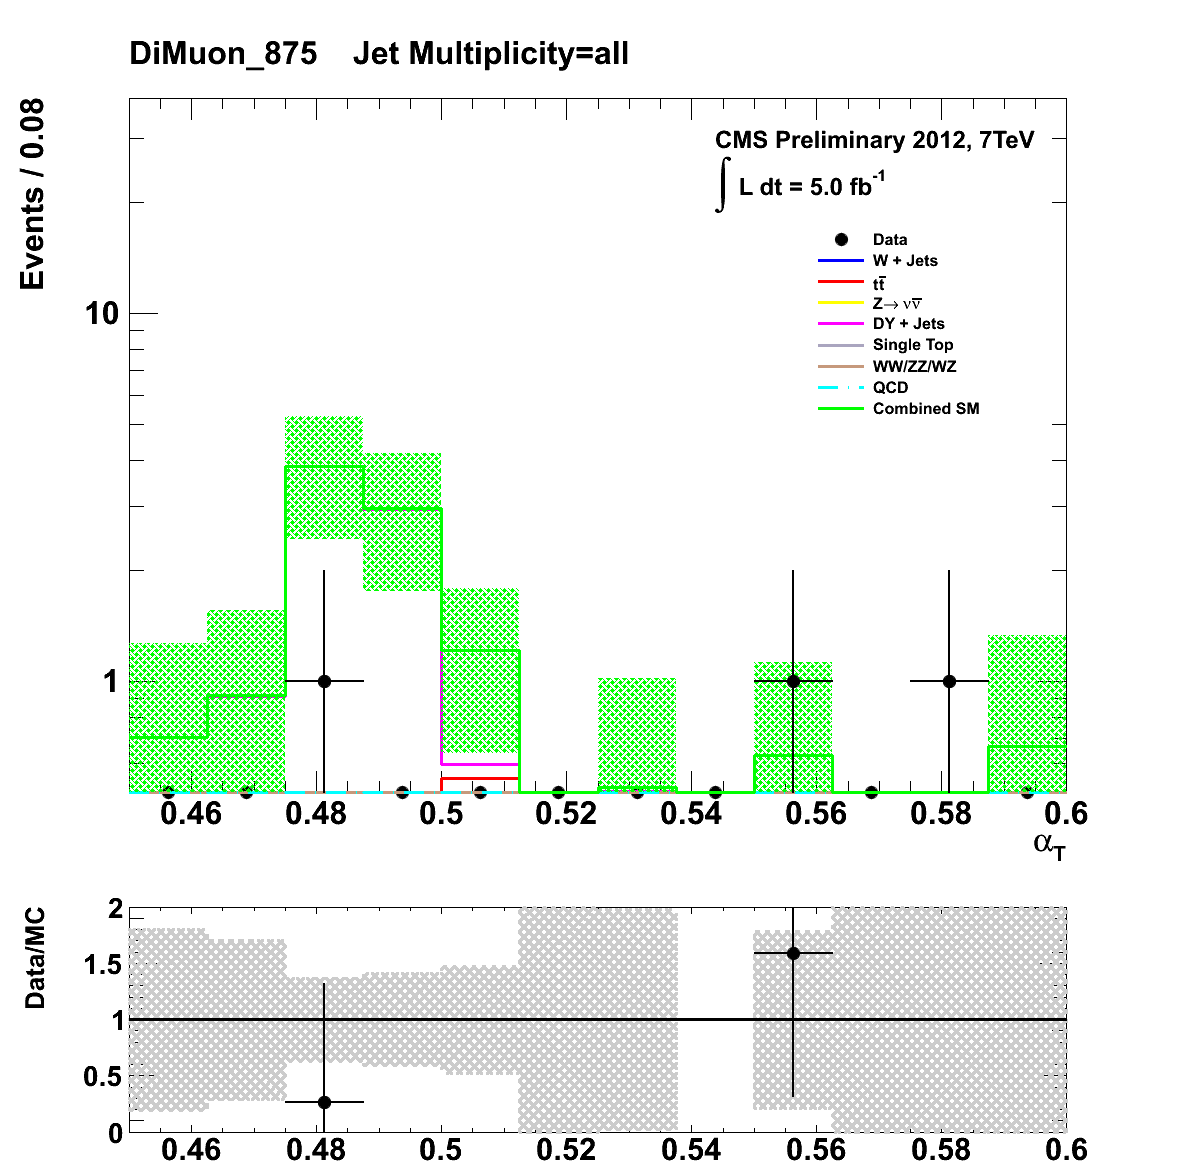 DiMuon_875 Jet Multiplicity=all
Events / 0.08
CMS Preliminary 2012, 7TeV
∫ L dt = 5.0 fb⁻¹
Data
W + Jets
tt̅
Z→ νν̅
DY + Jets
Single Top
WW/ZZ/WZ
QCD
Combined SM
10
1
0.46 0.48 0.5 0.52 0.54 0.56 0.58 0.6
α_T
Data/MC
2
1.5
1
0.5
0
0.46 0.48 0.5 0.52 0.54 0.56 0.58 0.6